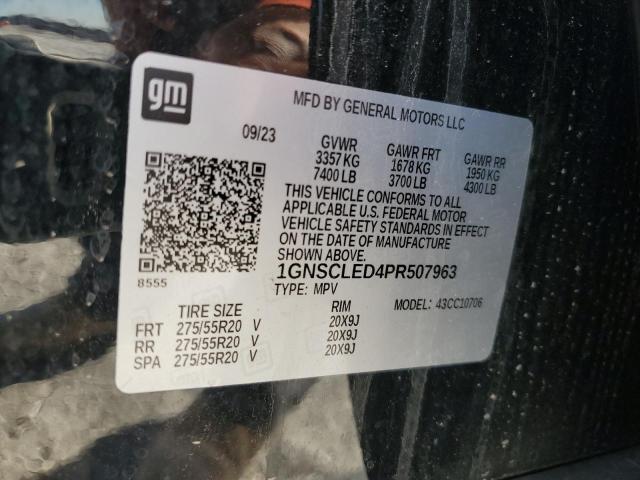 gm
MFD BY GENERAL MOTORS LLC
09/23
GVWR GAWR FRT GAWR RR
3357 KG 1678 KG 1950 KG
7400 LB 3700 LB 4300 LB
THIS VEHICLE CONFORMS TO ALL
APPLICABLE U.S. FEDERAL MOTOR
VEHICLE SAFETY STANDARDS IN EFFECT
ON THE DATE OF MANUFACTURE
SHOWN ABOVE.
1GNSCLED4PR507963
8555
TYPE: MPV MODEL: 43CC10706
TIRE SIZE RIM
FRT 275/55R20 V 20X9J
RR 275/55R20 V 20X9J
SPA 275/55R20 V 20X9J